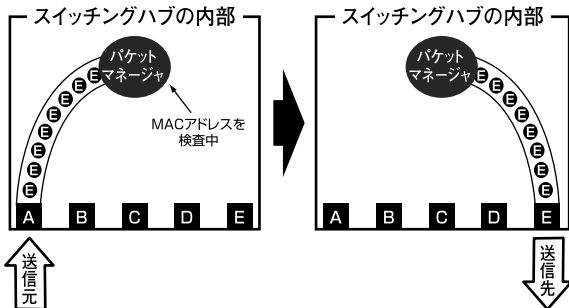 スイッチングハブの内部
パケット
マネージャ
E E E E E E E E
MACアドレスを
検査中
A B C D E
送信元
スイッチングハブの内部
パケット
マネージャ
E E E E E E E E
A B C D E
送信先